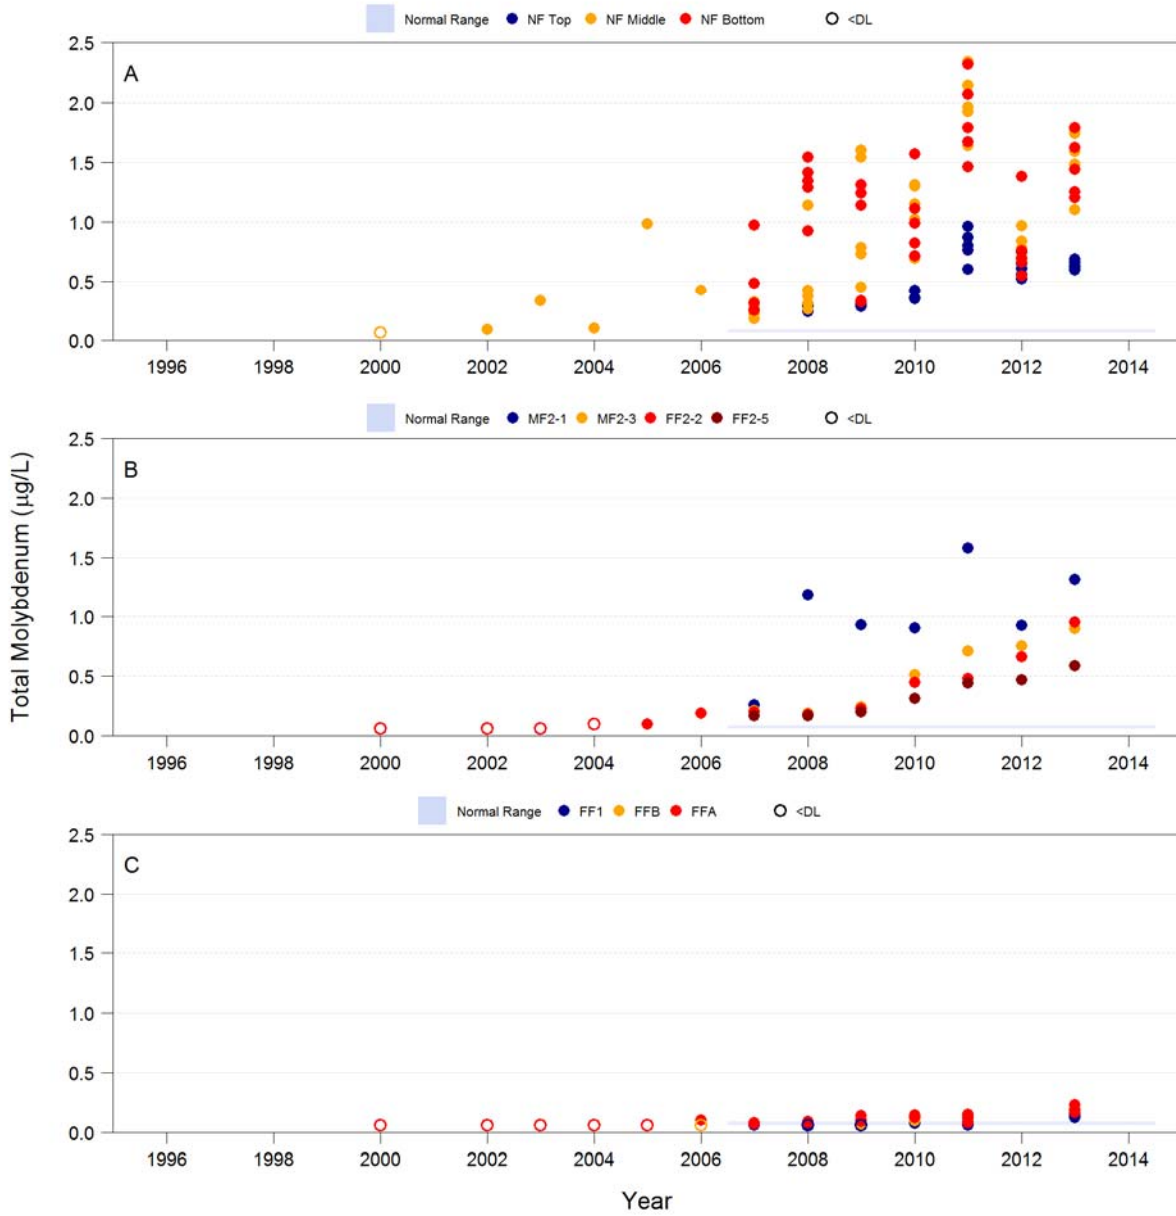 Normal Range NF Top NF Middle NF Bottom <DL
A
2.5
2.0
1.5
1.0
0.5
0.0
1996 1998 2000 2002 2004 2006 2008 2010 2012 2014
Normal Range MF2-1 MF2-3 FF2-2 FF2-5 <DL
B
2.5
2.0
1.5
1.0
0.5
0.0
1996 1998 2000 2002 2004 2006 2008 2010 2012 2014
Total Molybdenum (µg/L)
Normal Range FF1 FFB FFA <DL
C
2.5
2.0
1.5
1.0
0.5
0.0
1996 1998 2000 2002 2004 2006 2008 2010 2012 2014
Year